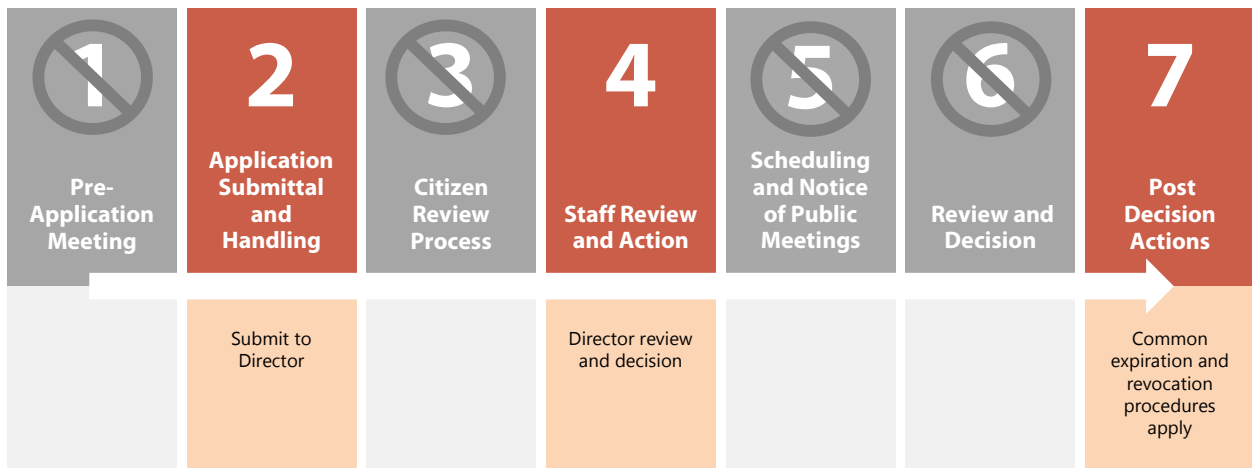 1
Pre-
Application
Meeting
2
Application
Submittal
and
Handling
Submit to
Director
3
Citizen
Review
Process
4
Staff Review
and Action
Director review
and decision
5
Scheduling
and Notice
of Public
Meetings
6
Review and
Decision
7
Post
Decision
Actions
Common
expiration and
revocation
procedures
apply